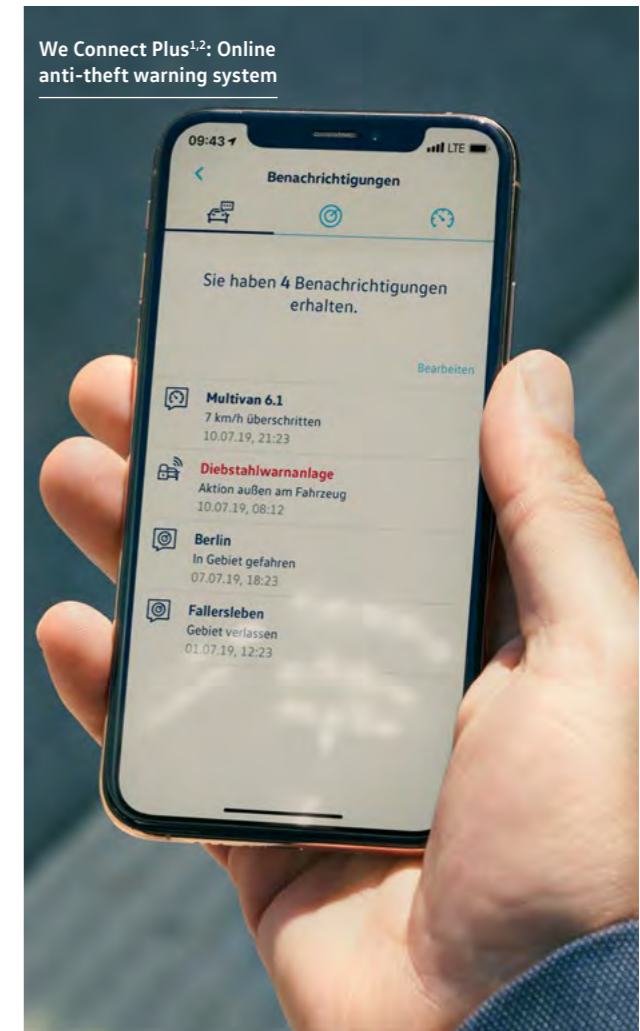 We Connect Plus1,2: Online
anti-theft warning system
09:43
LTE
Benachrichtigungen
Sie haben 4 Benachrichtigungen
erhalten.
Bearbeiten
Multivan 6.1
7 km/h überschritten
10.07.19, 21:23
Diebstahlwarnanlage
Aktion außen am Fahrzeug
10.07.19, 08:12
Berlin
In Gebiet gefahren
07.07.19, 18:23
Fallersleben
Gebiet verlassen
01.07.19, 12:23